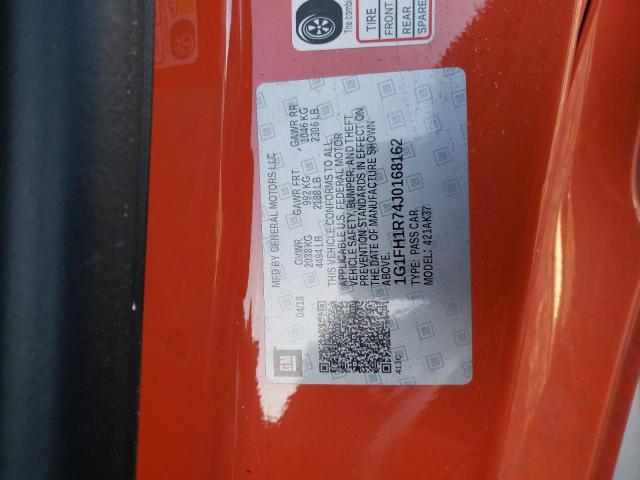 The comb
TIRE
FRONT
REAR
SPARE
MFD BY GENERAL MOTORS LLC
04/18
GVWR
2038 KG
4494 LB
GAWR FRT
992 KG
2188 LB
GAWR RR
1046 KG
2306 LB
THIS VEHICLE CONFORMS TO ALL
APPLICABLE U.S. FEDERAL MOTOR
VEHICLE SAFETY, BUMPER, AND THEFT
PREVENTION STANDARDS IN EFFECT ON
THE DATE OF MANUFACTURE SHOWN
ABOVE.
1G1FH1R74J0168162
TYPE: PASS CAR
MODEL: 421AK37
GM
413C